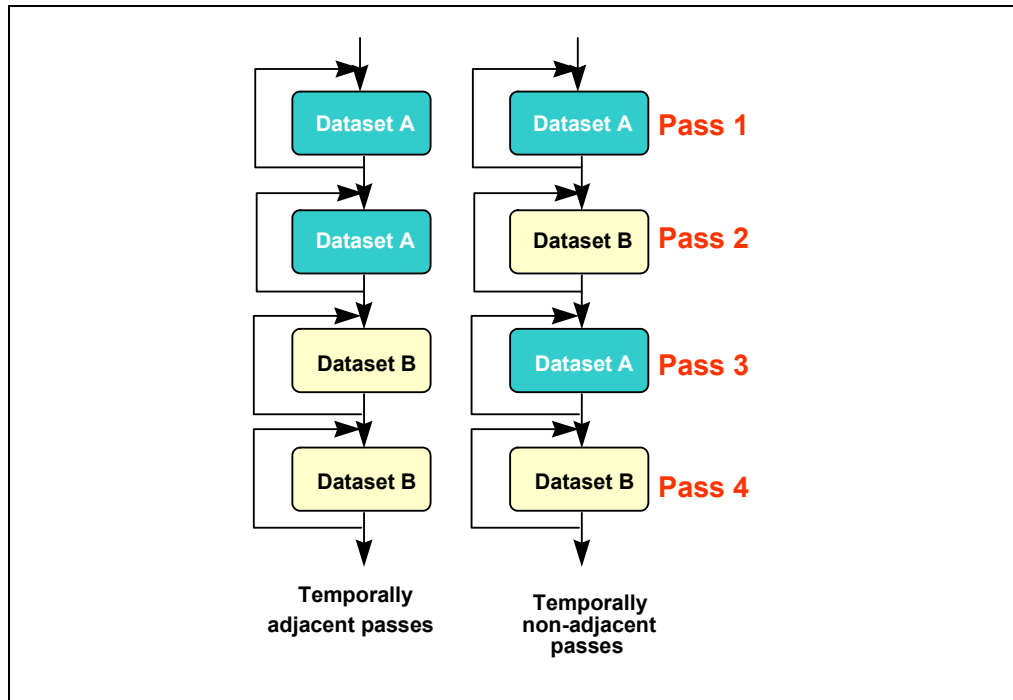 Dataset A
Dataset A
Pass 1
Dataset A
Dataset B
Pass 2
Dataset B
Dataset A
Pass 3
Dataset B
Dataset B
Pass 4
Temporally
adjacent passes
Temporally
non-adjacent
passes